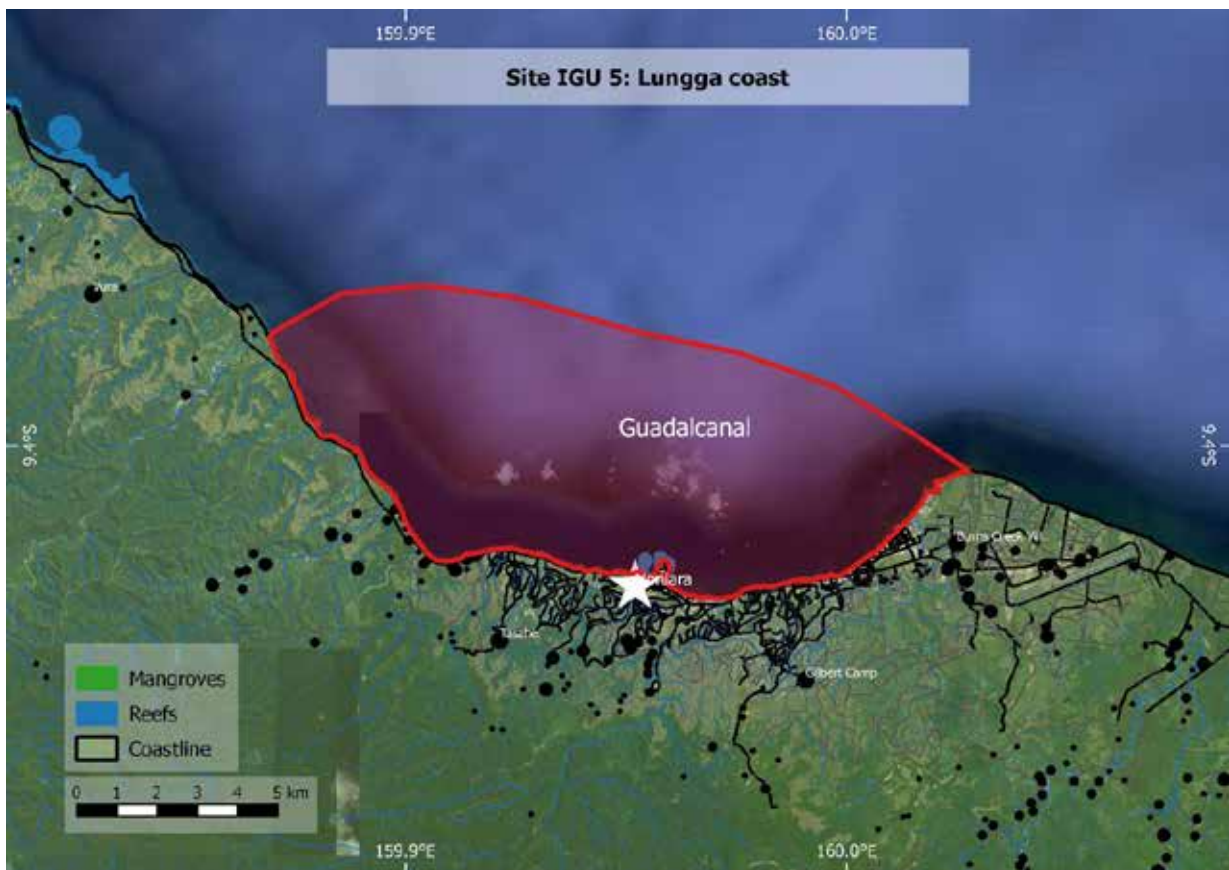 159.9°E
160.0°E
Site IGU 5: Lungga coast
Guadalcanal
9.4°S
9.4°S
Gilbert Camp
Mangroves
Reefs
Coastline
0 1 2 3 4 5 km
159.9°E
160.0°E